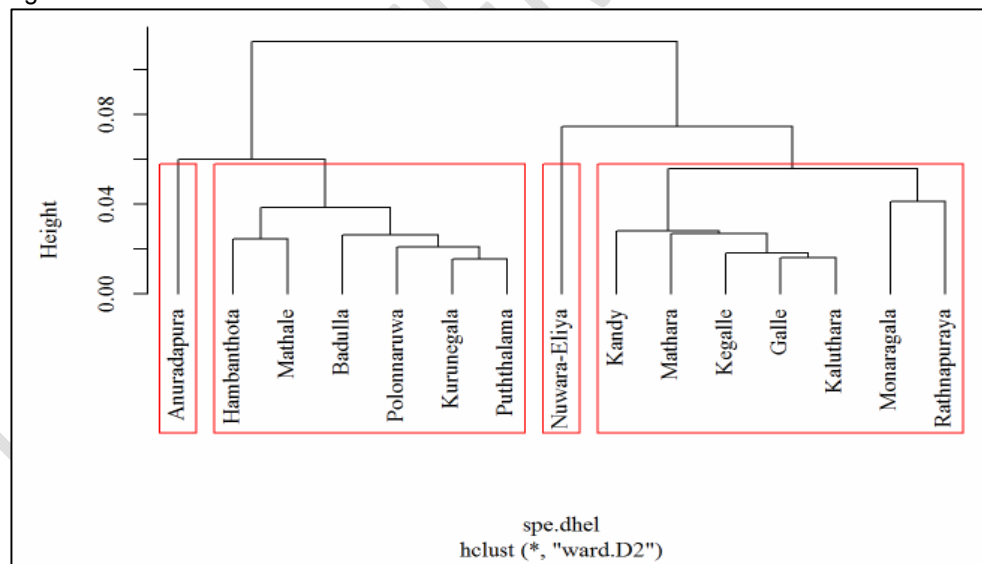 Height
0.00
0.04
0.08
Anuradapura
Hambanthota
Mathale
Badulla
Polonnaruwa
Kurunegala
Puththalama
Nuwara-Eliya
Kandy
Mathara
Kegalle
Galle
Kaluthara
Monaragala
Rathnapuraya
spe.dhel
hclust (*, "ward.D2")